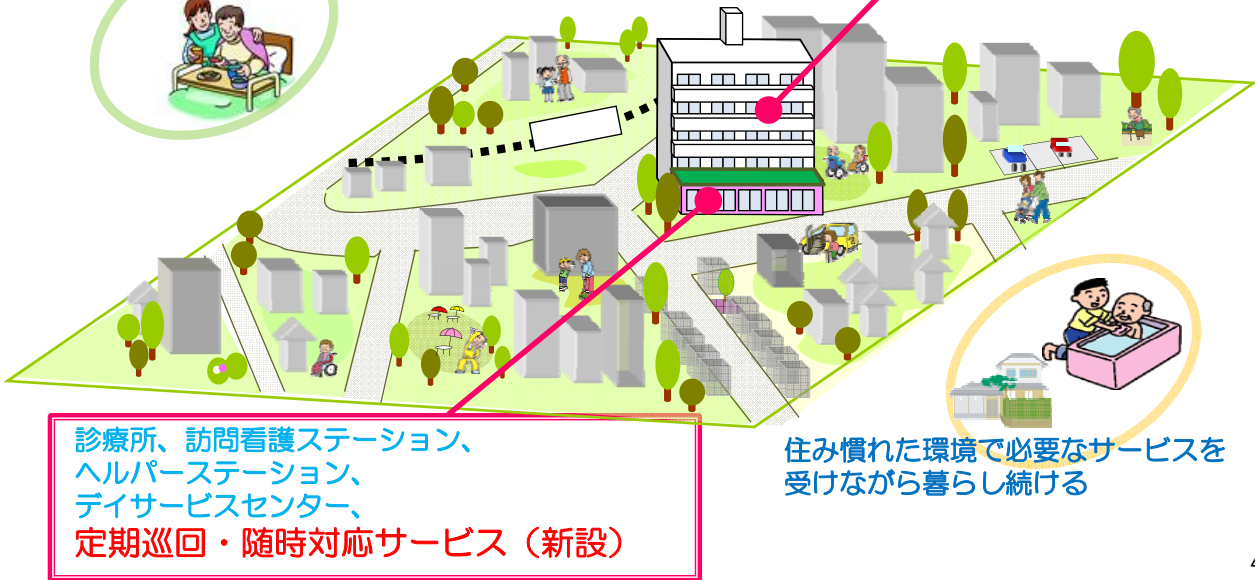 診療所、訪問看護ステーション、
ヘルパーステーション、
デイサービスセンター、
定期巡回・随時対応サービス（新設）
住み慣れた環境で必要なサービスを
受けながら暮らし続ける